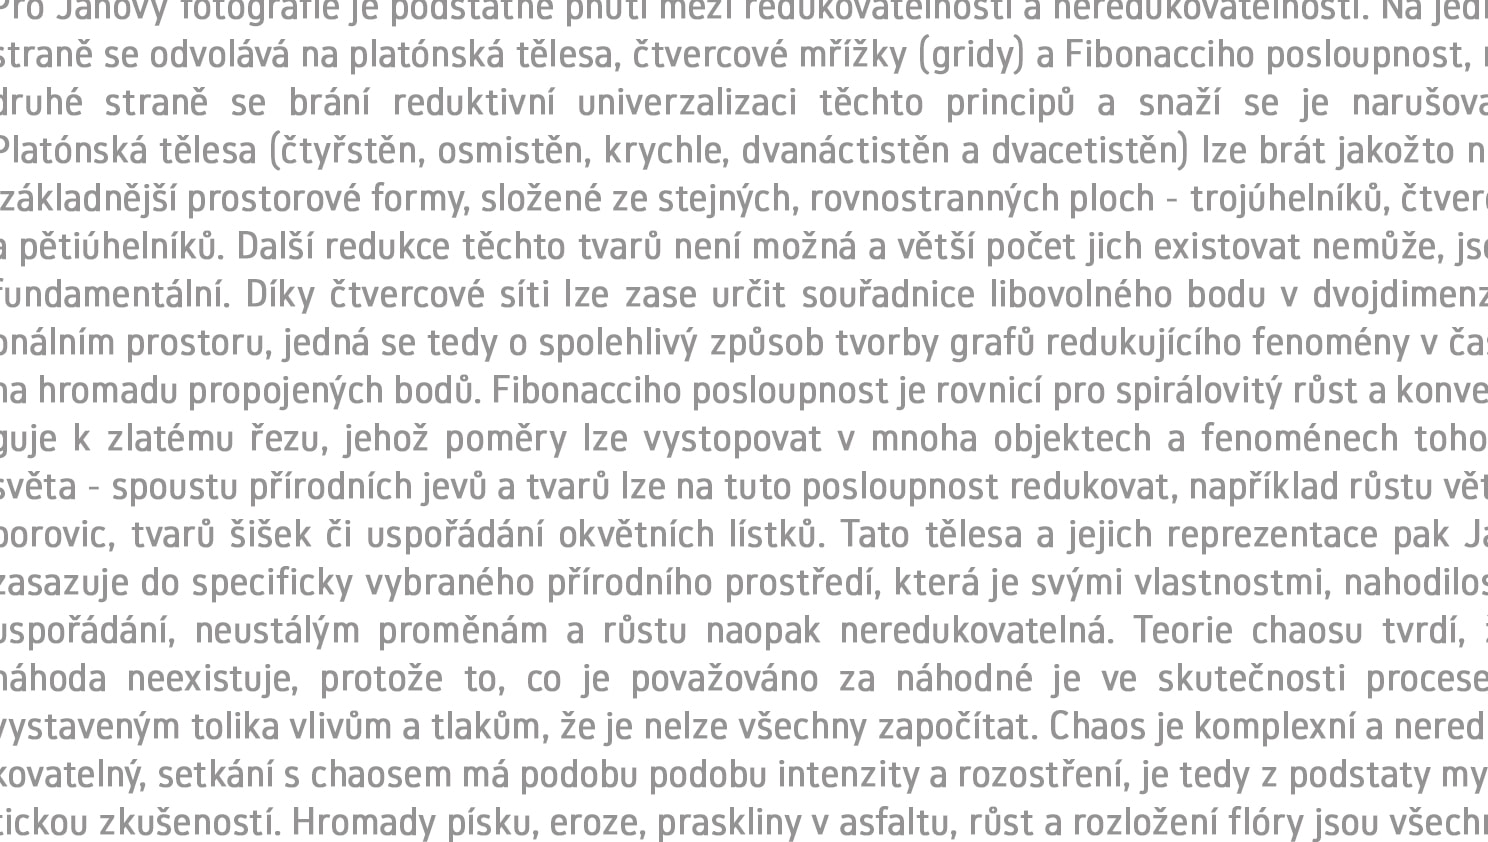 Pro Janovy fotografie je podstatné pnutí mezi redukovatelností a neredukovatelností. Na jedn
straně se odvolává na platónská tělesa, čtvercové mřížky (gridy) a Fibonacciho posloupnost,
druhé straně se brání reduktivní univerzalizaci těchto principů a snaží se je narušova
Platónská tělesa (čtyřstěn, osmistěn, krychle, dvanáctistěn a dvacetistěn) lze brát jakožto n
základnější prostorové formy, složené ze stejných, rovnostranných ploch - trojúhelníků, čtverc
a pětiúhelníků. Další redukce těchto tvarů není možná a větší počet jich existovat nemůže, jso
fundamentální. Díky čtvercové síti lze zase určit souřadnice libovolného bodu v dvojdimenz
onálním prostoru, jedná se tedy o spolehlivý způsob tvorby grafů redukujícího fenomény v čas
na hromadu propojených bodů. Fibonacciho posloupnost je rovnicí pro spirálovitý růst a konve
guje k zlatému řezu, jehož poměry lze vystopovat v mnoha objektech a fenoménech toho
světa - spoustu přírodních jevů a tvarů lze na tuto posloupnost redukovat, například růstu vět
borovic, tvarů šišek či uspořádání okvětních lístků. Tato tělesa a jejich reprezentace pak Ja
zasazuje do specificky vybraného přírodního prostředí, která je svými vlastnostmi, nahodilos
uspořádání, neustálým proměnám a růstu naopak neredukovatelná. Teorie chaosu tvrdí, ž
náhoda neexistuje, protože to, co je považováno za náhodné je ve skutečnosti procese
vystaveným tolika vlivům a tlakům, že je nelze všechny započítat. Chaos je komplexní a nered
kovatelný, setkání s chaosem má podobu podobu intenzity a rozostření, je tedy z podstaty my
tickou zkušeností. Hromady písku, eroze, praskliny v asfaltu, růst a rozložení flóry jsou všechn